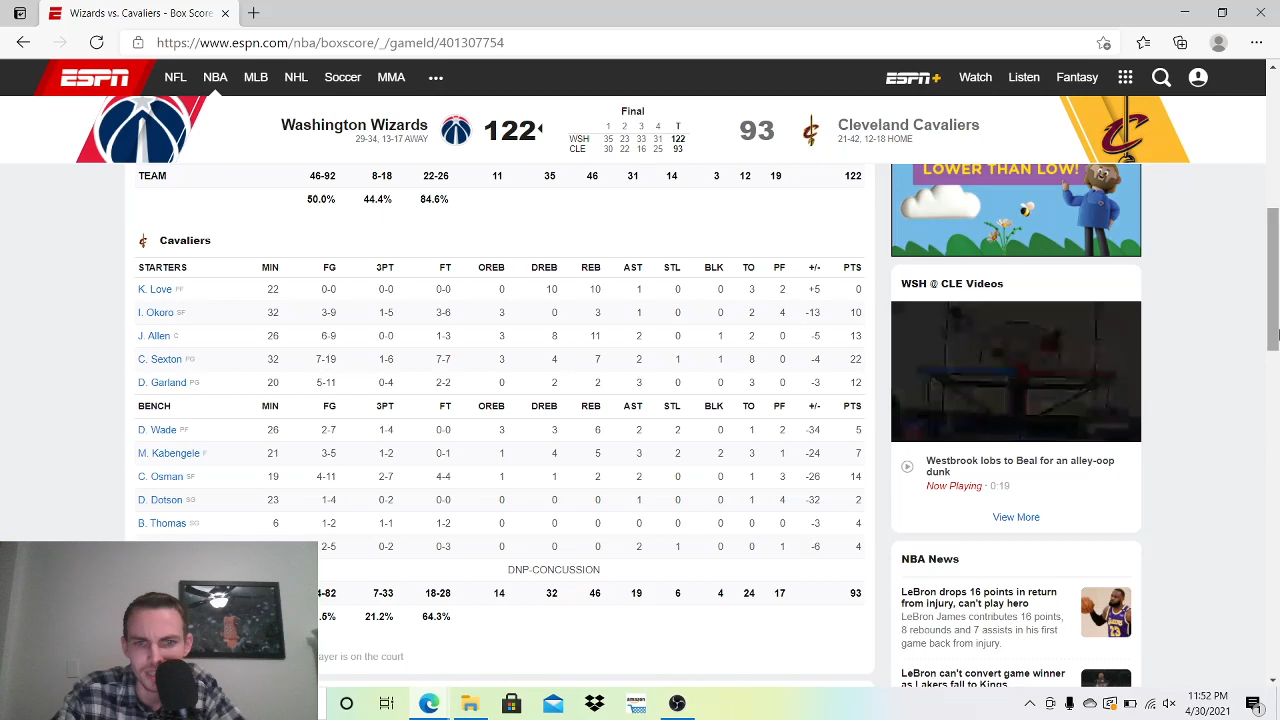 Wizards vs. Cavaliers - Box Score
https://www.espn.com/nba/boxscore/_/gameId/401307754
ESPN NFL NBA MLB NHL Soccer MMA ••• ESPN+ Watch Listen Fantasy
Washington Wizards 122 Final 93 Cleveland Cavaliers
29-34, 13-17 AWAY 21-42, 12-18 HOME
1 2 3 4 T
WSH 35 23 33 31 122
CLE 30 22 16 25 93
TEAM 46-92 8-18 22-26 11 35 46 31 14 3 12 19 122
50.0% 44.4% 84.6%
LOWER THAN LOW!
Cavaliers
STARTERS MIN FG 3PT FT OREB DREB REB AST STL BLK TO PF +/- PTS
K. Love PF 22 0-0 0-0 0-0 0 10 10 1 0 0 3 2 +5 0
I. Okoro SF 32 3-9 1-5 3-6 3 0 3 1 0 0 2 4 -13 10
J. Allen C 26 6-9 0-0 1-3 3 8 11 2 0 1 2 0 -5 13
C. Sexton PG 32 7-19 1-6 7-7 3 4 7 2 1 1 8 0 -4 22
D. Garland PG 20 5-11 0-4 2-2 0 2 2 3 0 0 3 0 -3 12
BENCH MIN FG 3PT FT OREB DREB REB AST STL BLK TO PF +/- PTS
D. Wade PF 26 2-7 1-4 0-0 3 3 6 2 2 0 1 2 -34 5
M. Kabengele F 21 3-5 1-2 0-1 1 4 5 3 2 2 3 1 -24 7
C. Osman SF 19 4-11 2-7 4-4 1 1 2 2 0 0 1 3 -26 14
D. Dotson SG 23 1-4 0-2 0-0 0 0 0 1 0 0 1 4 -32 2
B. Thomas SG 6 1-2 1-1 1-2 0 0 0 0 0 0 0 0 -3 4
2-5 0-2 0-3 0 0 0 2 1 0 0 1 -6 4
DNP-CONCUSSION
4-82 7-33 18-28 14 32 46 19 6 4 24 17 93
.5% 21.2% 64.3%
ayer is on the court
WSH @ CLE Videos
Westbrook lobs to Beal for an alley-oop
dunk
Now Playing - 0:19
View More
NBA News
LeBron drops 16 points in return
from injury, can't play hero
LeBron James contributes 16 points,
8 rebounds and 7 assists in his first
game back from injury.
LeBron can't convert game winner
as Lakers fall to Kings
11:52 PM
4/30/2021